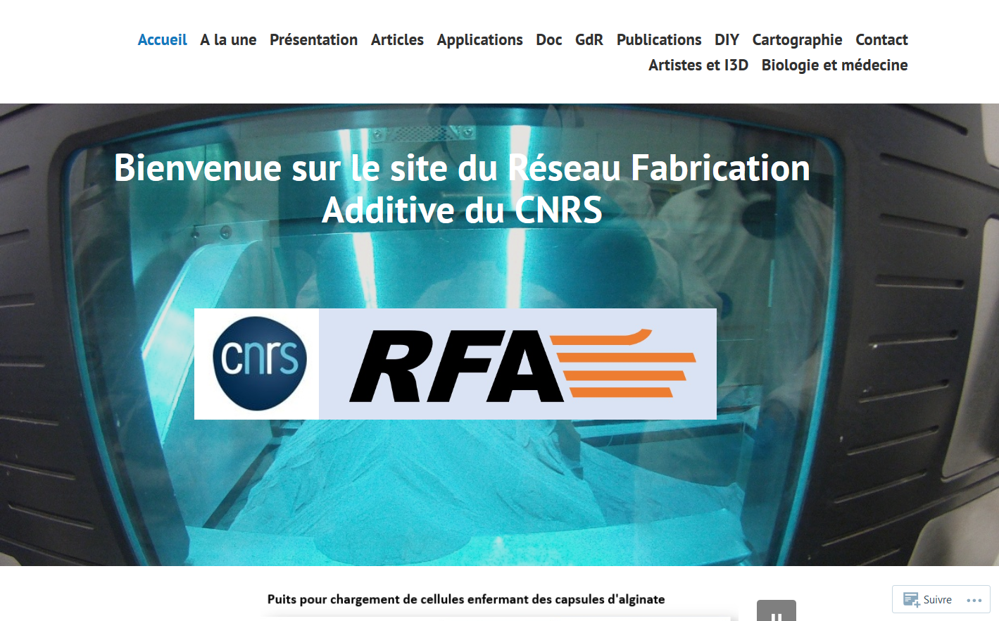 Accueil A la une Présentation Articles Applications Doc GdR Publications DIY Cartographie Contact
Artistes et I3D Biologie et médecine
Bienvenue sur le site du Réseau Fabrication
Additive du CNRS
cnrs
RFA
Puits pour chargement de cellules enfermant des capsules d'alginate
Suivre